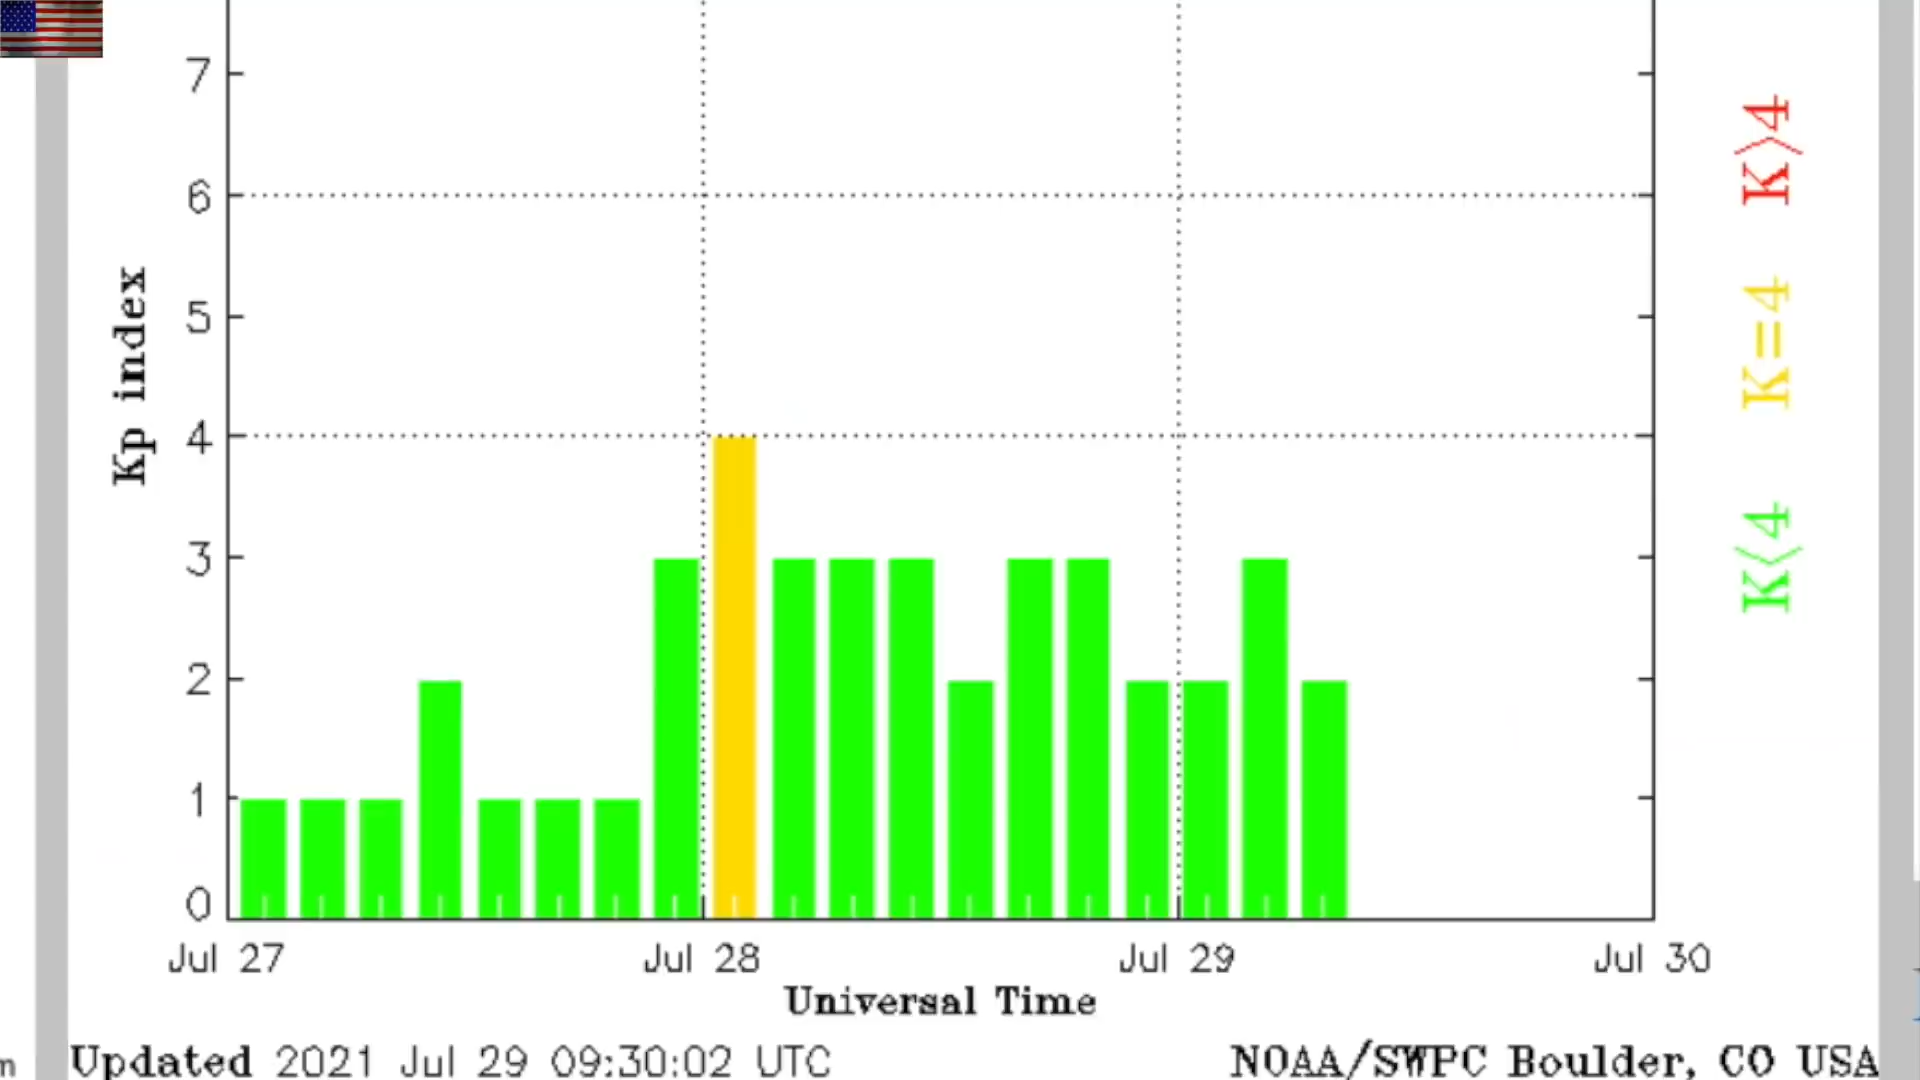 7
6
5
4
3
2
1
0
Kp index
K>4
K=4
K<4
Jul 27
Jul 28
Jul 29
Jul 30
Universal Time
Updated 2021 Jul 29 09:30:02 UTC
NOAA/SWPC Boulder, CO USA